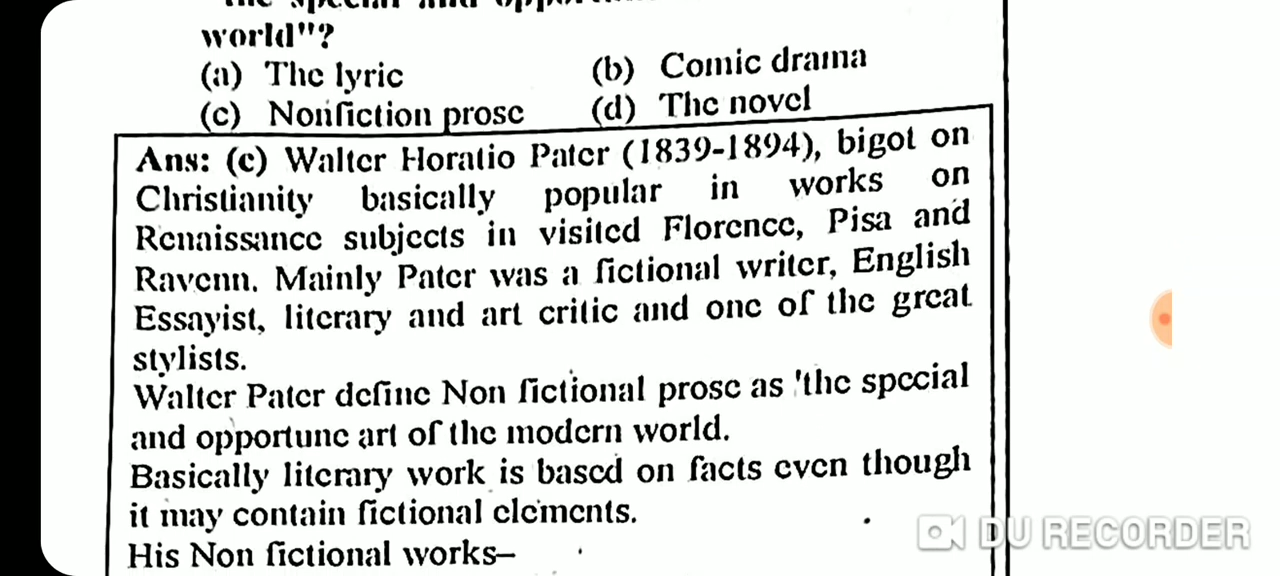 the special and
world"?
(a) The lyric (b) Comic drama
(c) Nonfiction prose (d) The novel
Ans: (c) Walter Horatio Pater (1839-1894), bigot on
Christianity basically popular in works on
Renaissance subjects in visited Florence, Pisa and
Ravenn. Mainly Pater was a fictional writer, English
Essayist, literary and art critic and one of the great
stylists.
Walter Pater define Non fictional prose as 'the special
and opportune art of the modern world.
Basically literary work is based on facts even though
it may contain fictional elements.
His Non fictional works–
DU RECORDER